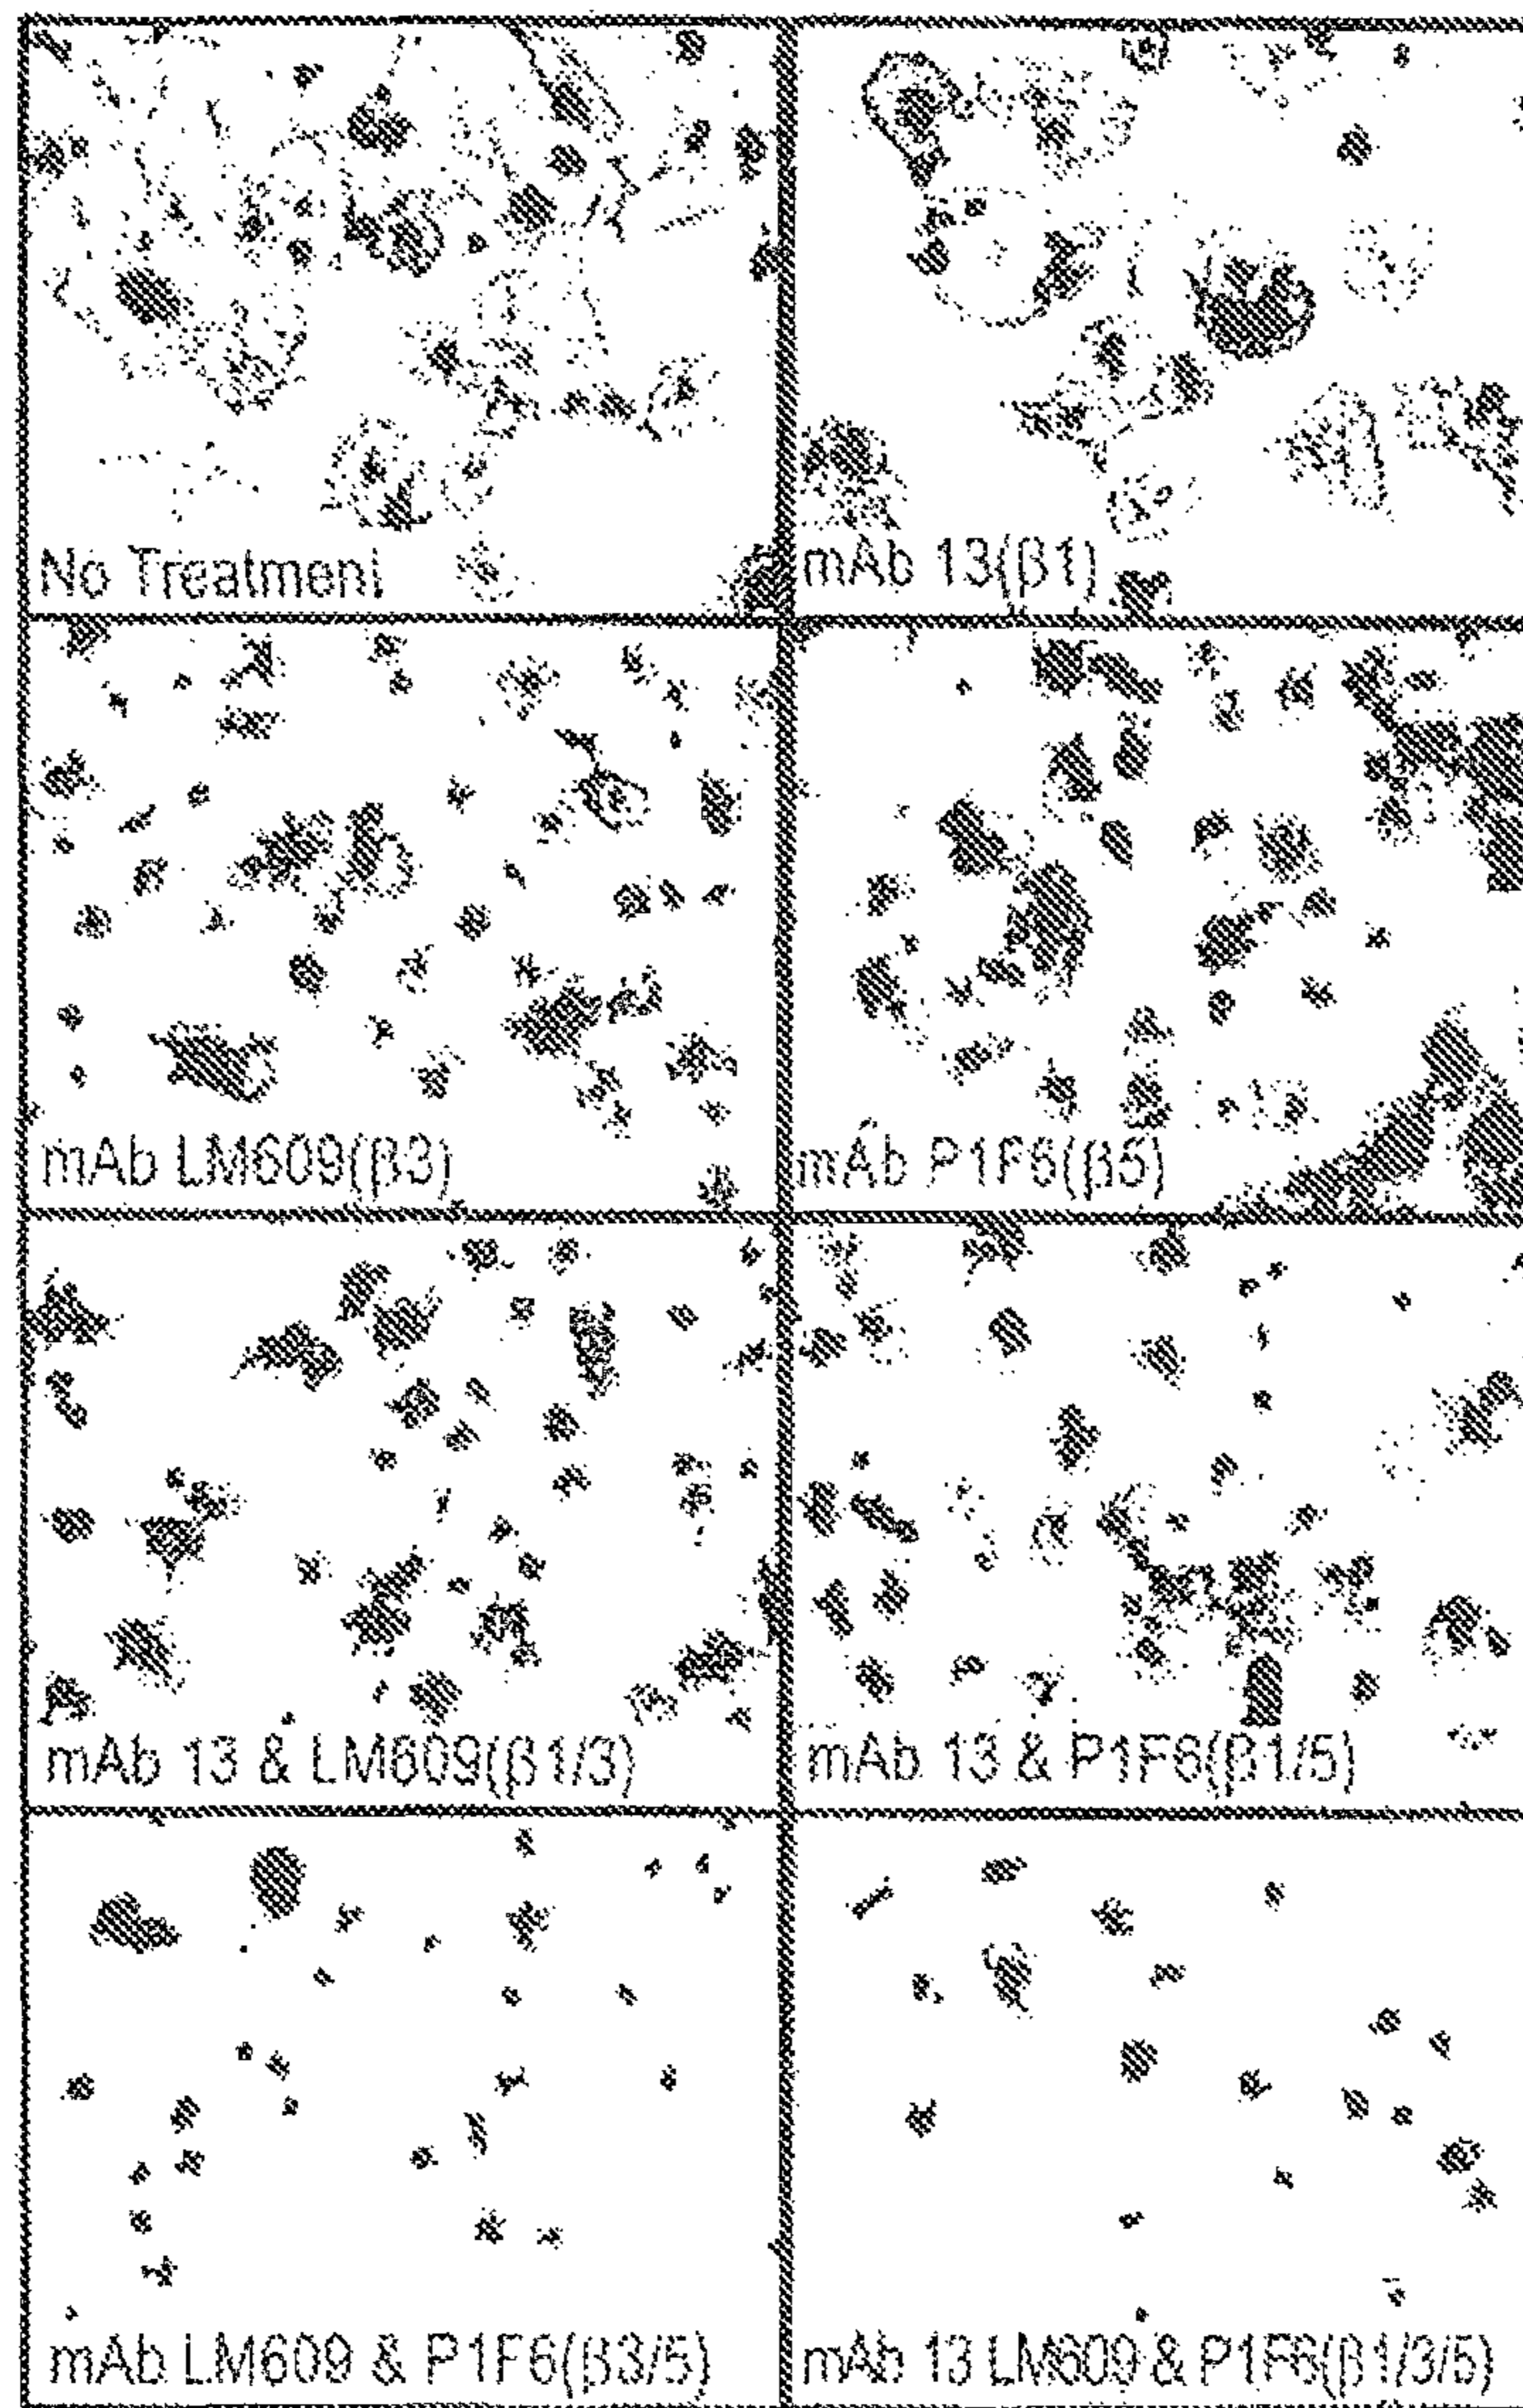 No Treatment
mAb 13(β1)
mAb LM609(β3)
mAb P1F6(β5)
mAb 13 & LM609(β1/3)
mAb 13 & P1F6(β1/5)
mAb LM609 & P1F6(β3/5)
mAb 13 LM609 & P1F6(β1/3/5)